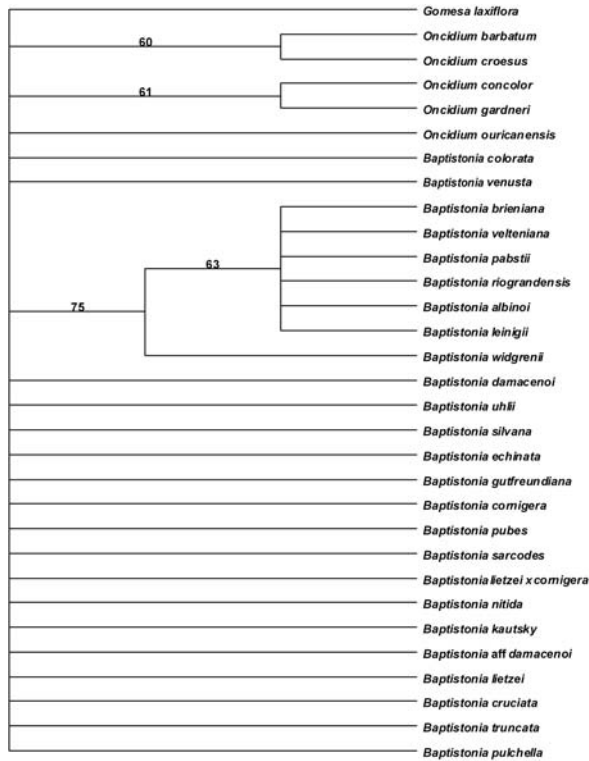 Gomesa laxiflora
Oncidium barbatum
60
Oncidium croesus
Oncidium concolor
61
Oncidium gardneri
Oncidium ouricanensis
Baptistonia colorata
Baptistonia venusta
Baptistonia brieniana
Baptistonia velteniana
Baptistonia pabstii
63
Baptistonia riograndensis
Baptistonia albinoi
75
Baptistonia leinigii
Baptistonia widgrenii
Baptistonia damacenoi
Baptistonia uhlii
Baptistonia silvana
Baptistonia echinata
Baptistonia gutfreundiana
Baptistonia cornigera
Baptistonia pubes
Baptistonia sarcodes
Baptistonia lietzei x cornigera
Baptistonia nitida
Baptistonia kautsky
Baptistonia aff damacenoi
Baptistonia lietzei
Baptistonia cruciata
Baptistonia truncata
Baptistonia pulchella